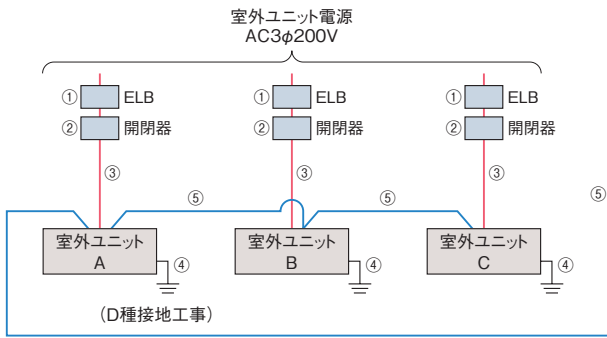 室外ユニット電源
AC3φ200V
① ELB ① ELB ① ELB
② 開閉器 ② 開閉器 ② 開閉器
③ ③ ③
⑤ ⑤ ⑤
室外ユニット 室外ユニット 室外ユニット
A B C
④ ④ ④
(D種接地工事)